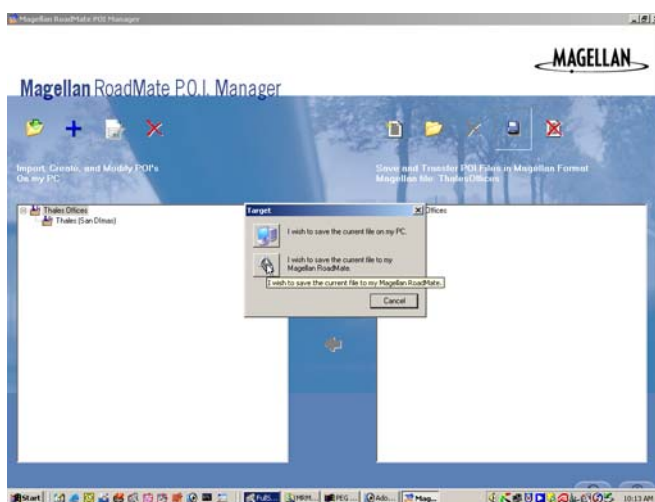 Magellan RoadMate POI Manager
MAGELLAN
Magellan RoadMate P.O.I. Manager
Import, Create, and Modify POI's
On my PC
Save and Transfer POI Files in Magellan Format
Magellan file: ThalesOffices
Thales Offices
Thales (San Dimas)
Target
Offices
I wish to save the current file on my PC.
I wish to save the current file to my
Magellan RoadMate.
I wish to save the current file to my Magellan RoadMate.
Cancel
Start
PEG ...
Mag...
10:13 AM